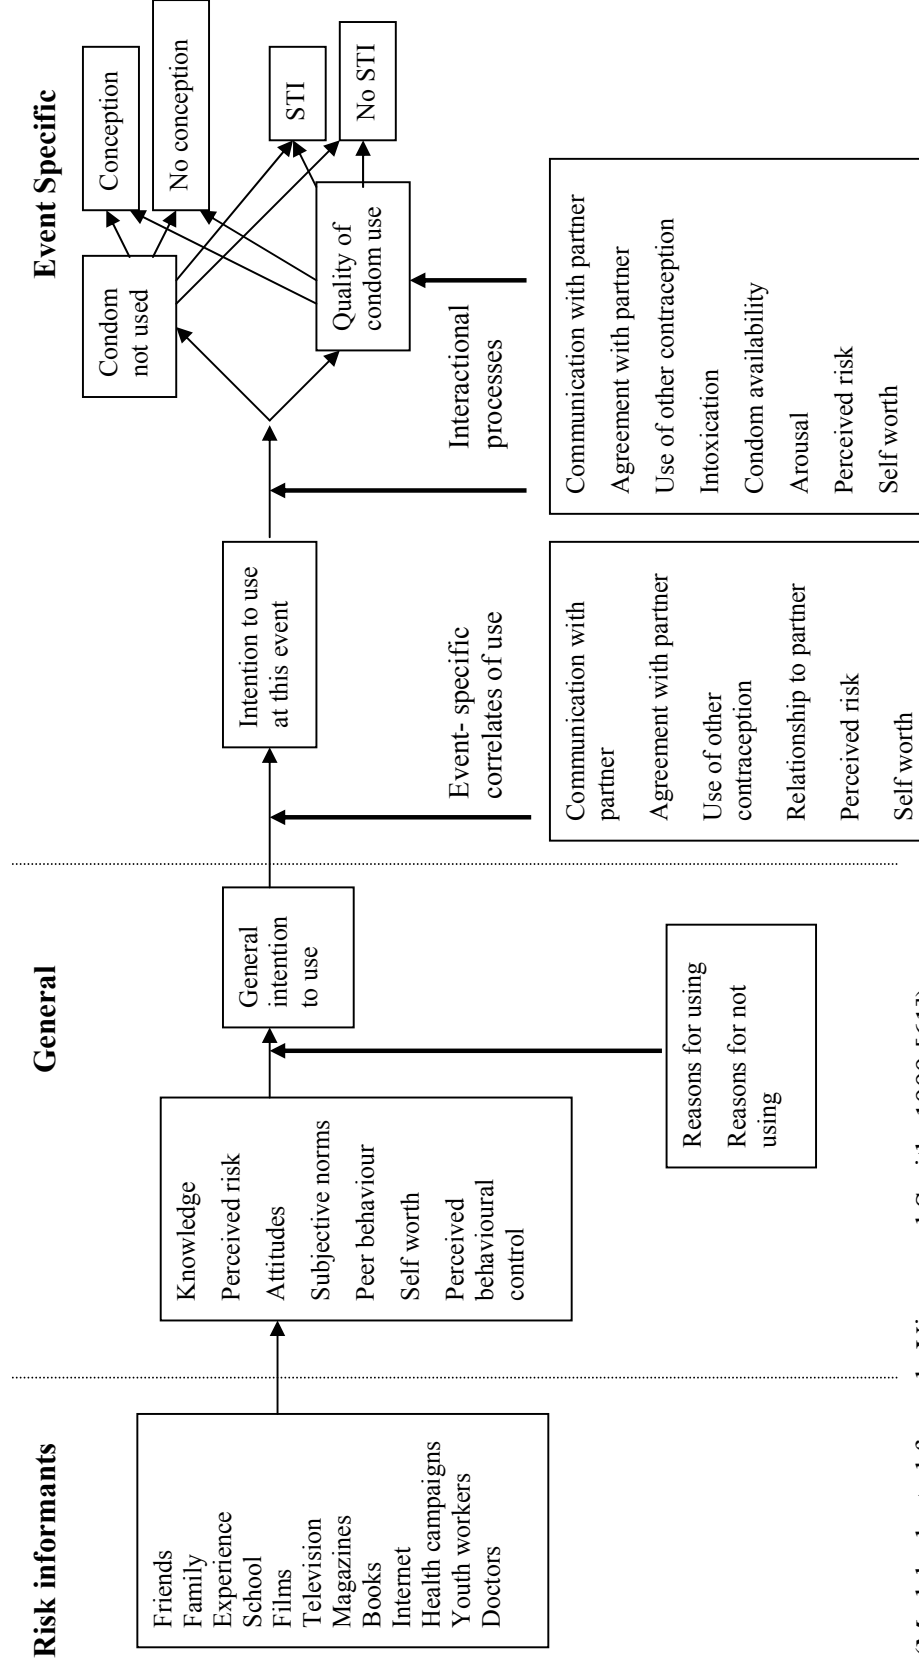 Risk informants
Friends
Family
Experience
School
Films
Television
Magazines
Books
Internet
Health campaigns
Youth workers
Doctors
General
Knowledge
Perceived risk
Attitudes
Subjective norms
Peer behaviour
Self worth
Perceived
behavioural
control
General
intention
to use
Reasons for using
Reasons for not
using
Event Specific
Intention to use
at this event
Event- specific
correlates of use
Communication with
partner
Agreement with partner
Use of other
contraception
Relationship to partner
Perceived risk
Self worth
Condom
not used
Quality of
condom use
Conception
No conception
STI
No STI
Interactional
processes
Communication with partner
Agreement with partner
Use of other contraception
Intoxication
Condom availability
Arousal
Perceived risk
Self worth